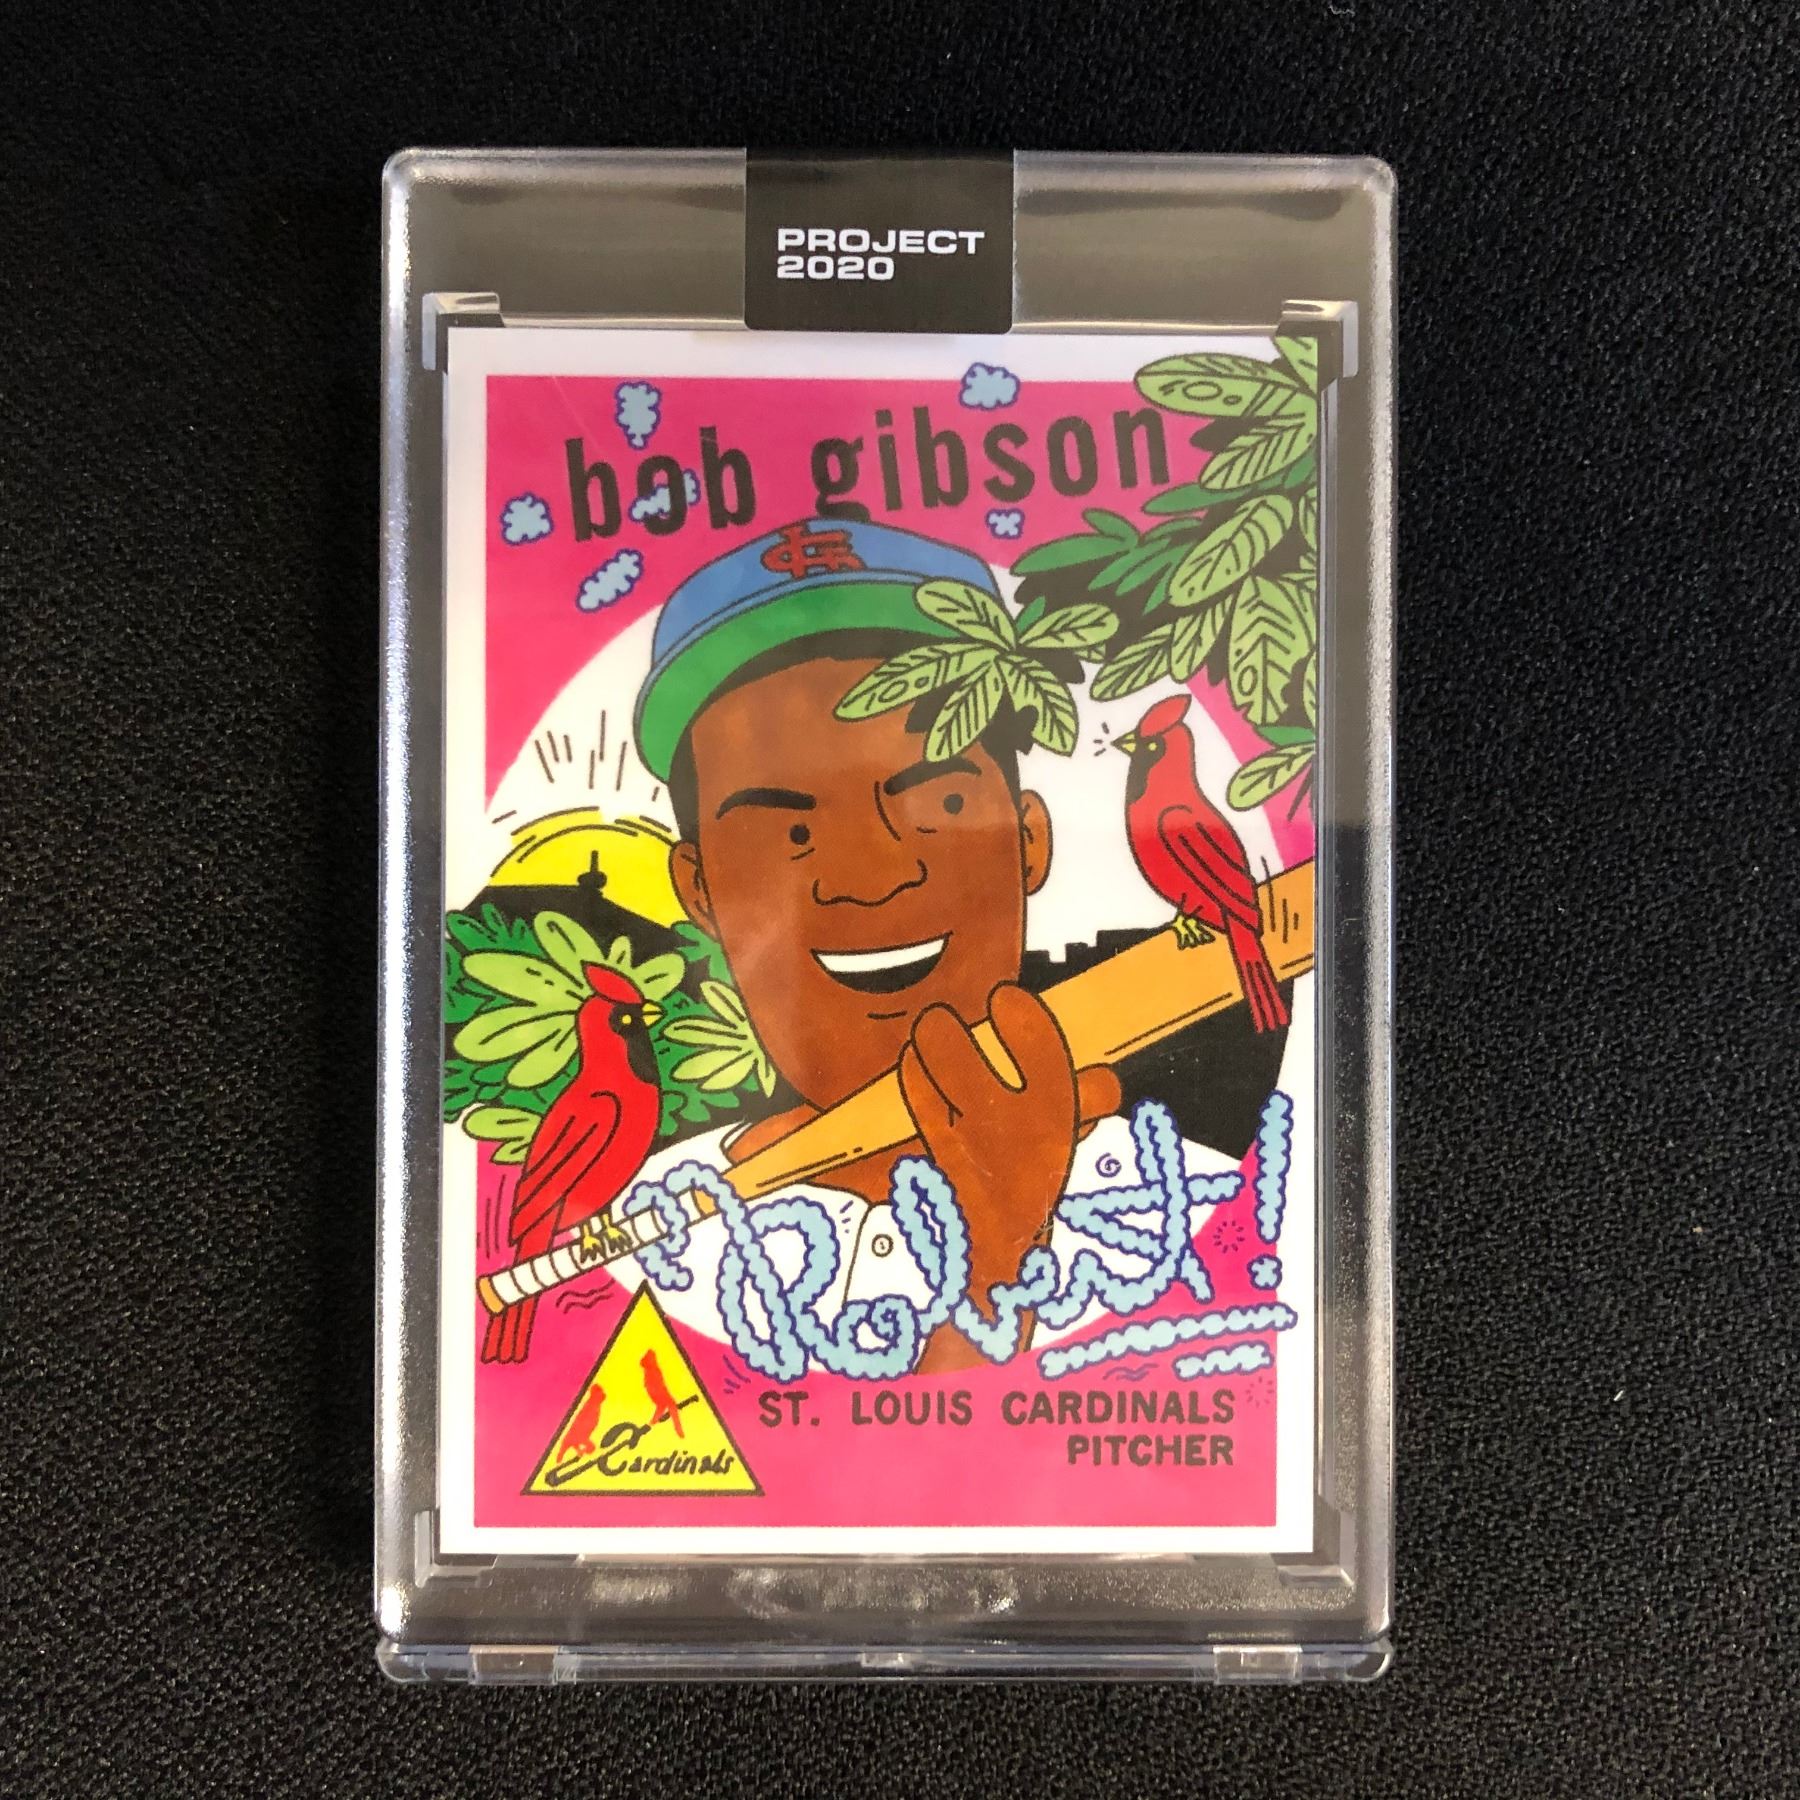 PROJECT
2020
bob gibson
Robert!
ST. LOUIS CARDINALS
PITCHER
Cardinals